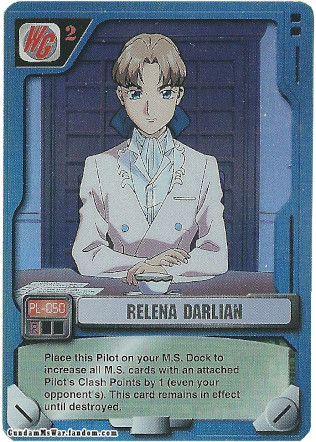 WG 2
PL-050
R
RELENA DARLIAN
Place this Pilot on your M.S. Dock to
increase all M.S. cards with an attached
Pilot's Clash Points by 1 (even your
opponent's). This card remains in effect
until destroyed.
GundamMsWar.fandom.com